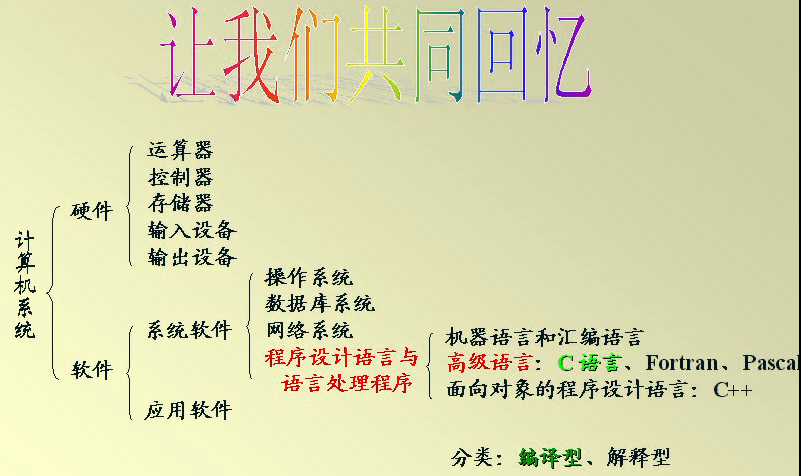 让我们共同回忆
计算机系统
硬件
运算器
控制器
存储器
输入设备
输出设备
软件
系统软件
操作系统
数据库系统
网络系统
程序设计语言与
语言处理程序
机器语言和汇编语言
高级语言：C 语言、Fortran、Pascal
面向对象的程序设计语言：C++
应用软件
分类：编译型、解释型